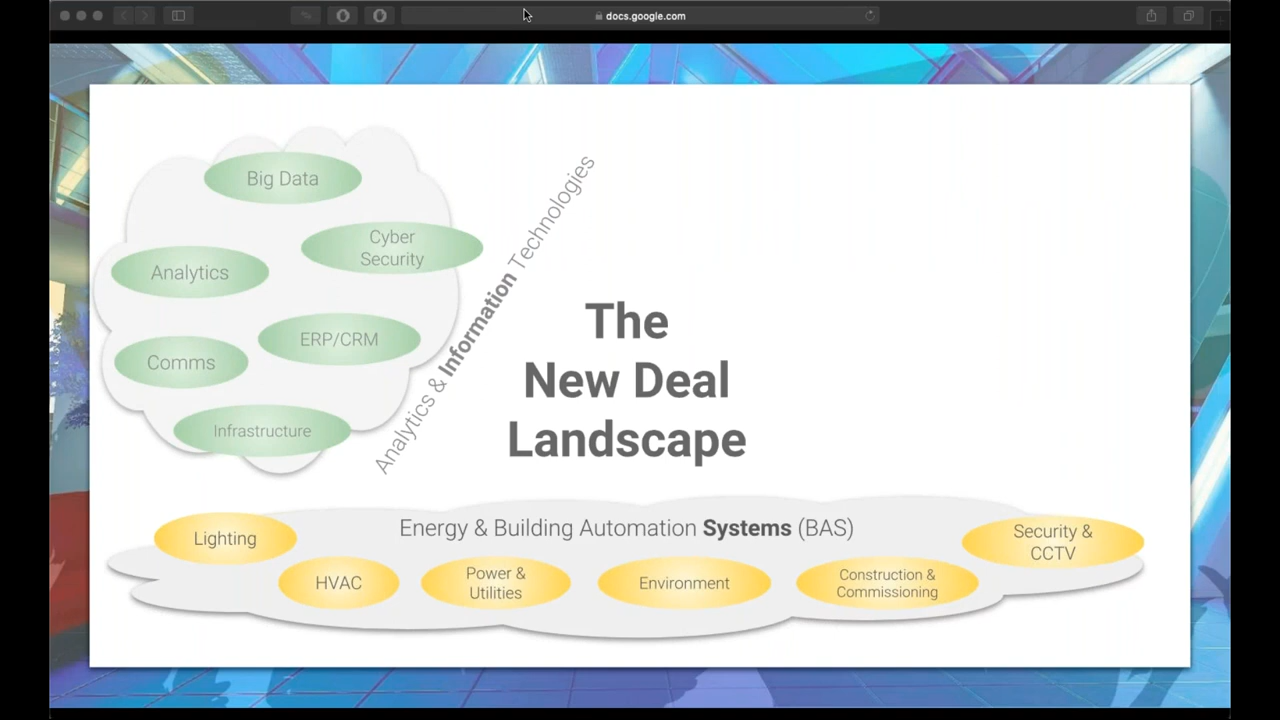 docs.google.com
Big Data
Cyber
Security
Analytics
ERP/CRM
Comms
Infrastructure
Analytics & Information Technologies
The
New Deal
Landscape
Energy & Building Automation Systems (BAS)
Lighting
HVAC
Power &
Utilities
Environment
Construction &
Commissioning
Security &
CCTV